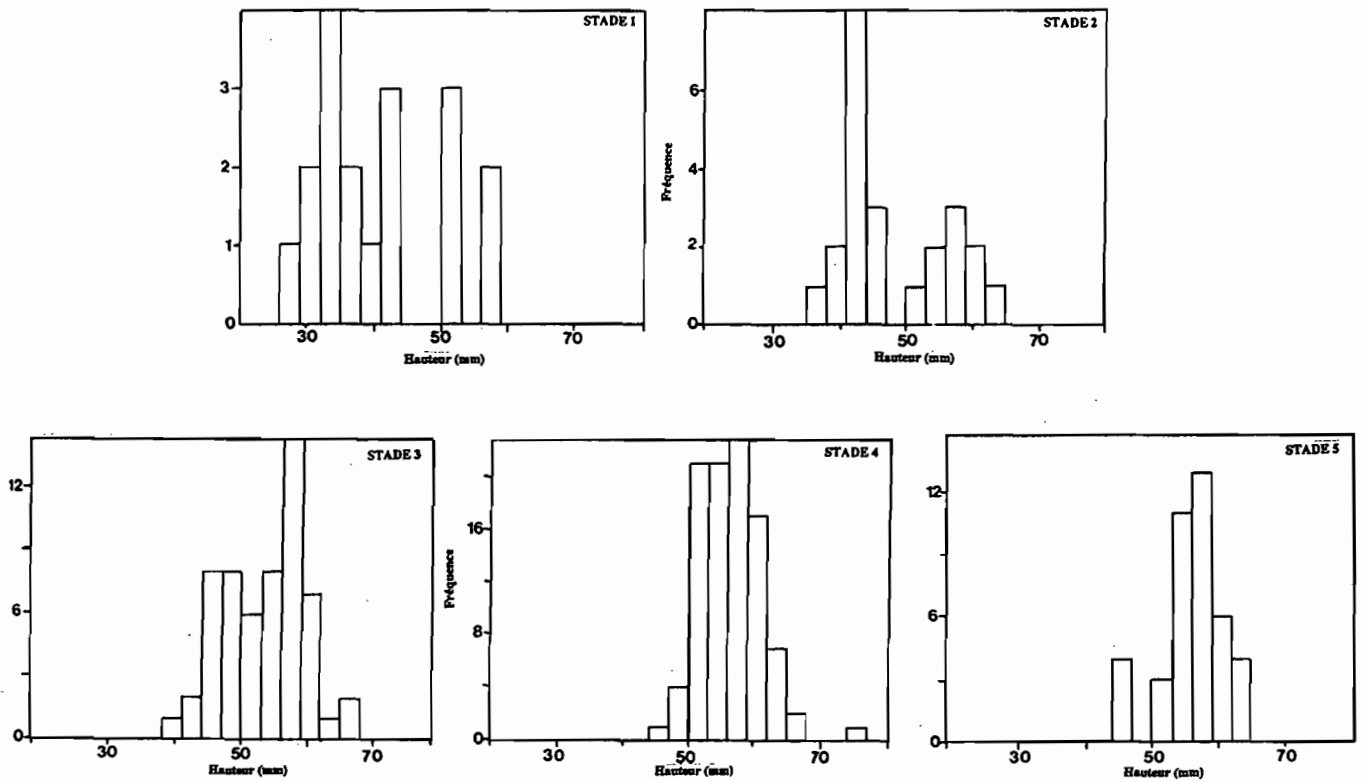 STADE 1
3
2
1
0
30 50 70
Hauteur (mm)
STADE 2
Fréquence
6
4
2
0
30 50 70
Hauteur (mm)
STADE 3
12
6
0
30 50 70
Hauteur (mm)
STADE 4
Fréquence
16
8
0
30 50 70
Hauteur (mm)
STADE 5
12
6
0
30 50 70
Hauteur (mm)